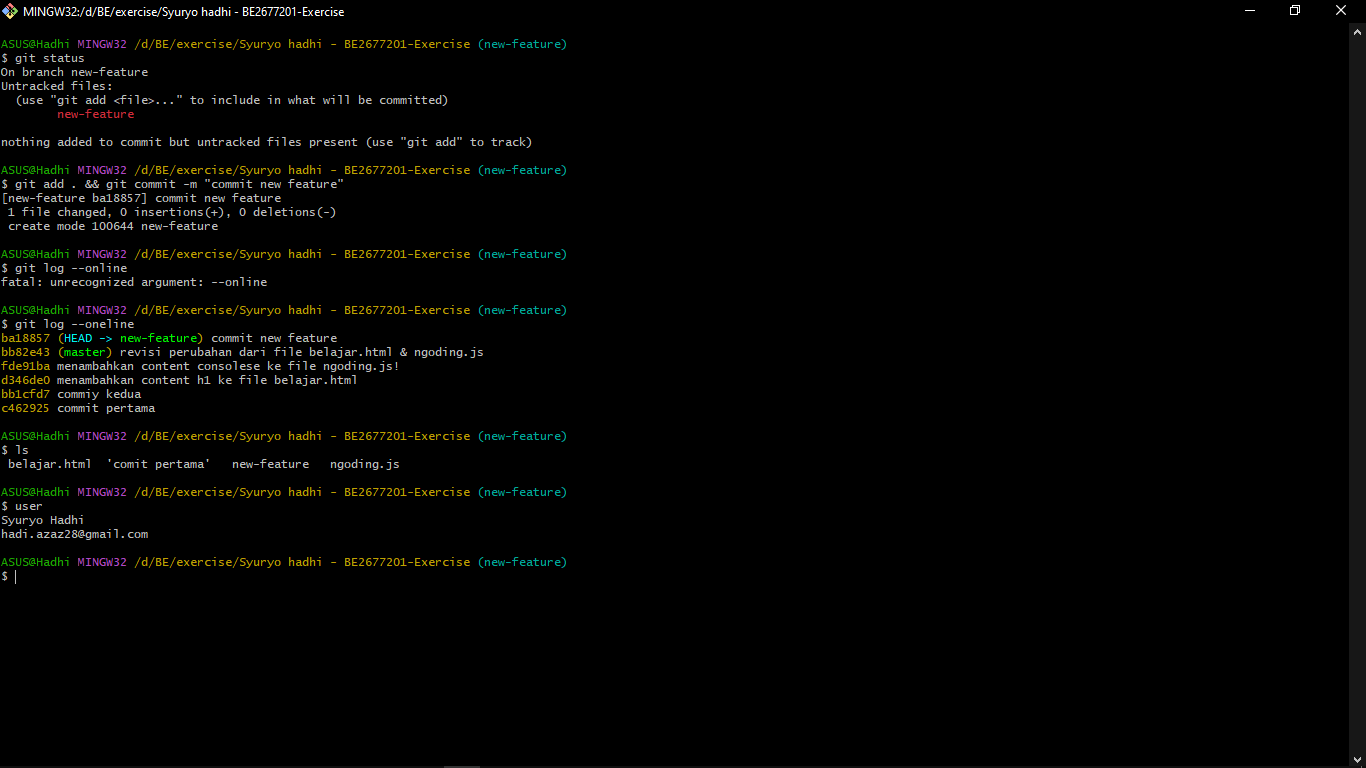 MINGW32:/d/BE/exercise/Syuryo hadhi - BE2677201-Exercise
ASUS@Hadhi MINGW32 /d/BE/exercise/Syuryo hadhi - BE2677201-Exercise (new-feature)
$ git status
On branch new-feature
Untracked files:
  (use "git add <file>..." to include in what will be committed)
        new-feature
nothing added to commit but untracked files present (use "git add" to track)
ASUS@Hadhi MINGW32 /d/BE/exercise/Syuryo hadhi - BE2677201-Exercise (new-feature)
$ git add . && git commit -m "commit new feature"
[new-feature ba18857] commit new feature
 1 file changed, 0 insertions(+), 0 deletions(-)
 create mode 100644 new-feature
ASUS@Hadhi MINGW32 /d/BE/exercise/Syuryo hadhi - BE2677201-Exercise (new-feature)
$ git log --online
fatal: unrecognized argument: --online
ASUS@Hadhi MINGW32 /d/BE/exercise/Syuryo hadhi - BE2677201-Exercise (new-feature)
$ git log --oneline
ba18857 (HEAD -> new-feature) commit new feature
bb82e43 (master) revisi perubahan dari file belajar.html & ngoding.js
fde91ba menambahkan content consolese ke file ngoding.js!
d346de0 menambahkan content h1 ke file belajar.html
bb1cfd7 commiy kedua
c462925 commit pertama
ASUS@Hadhi MINGW32 /d/BE/exercise/Syuryo hadhi - BE2677201-Exercise (new-feature)
$ ls
 belajar.html  'comit pertama'   new-feature   ngoding.js
ASUS@Hadhi MINGW32 /d/BE/exercise/Syuryo hadhi - BE2677201-Exercise (new-feature)
$ user
Syuryo Hadhi
hadi.azaz28@gmail.com
ASUS@Hadhi MINGW32 /d/BE/exercise/Syuryo hadhi - BE2677201-Exercise (new-feature)
$